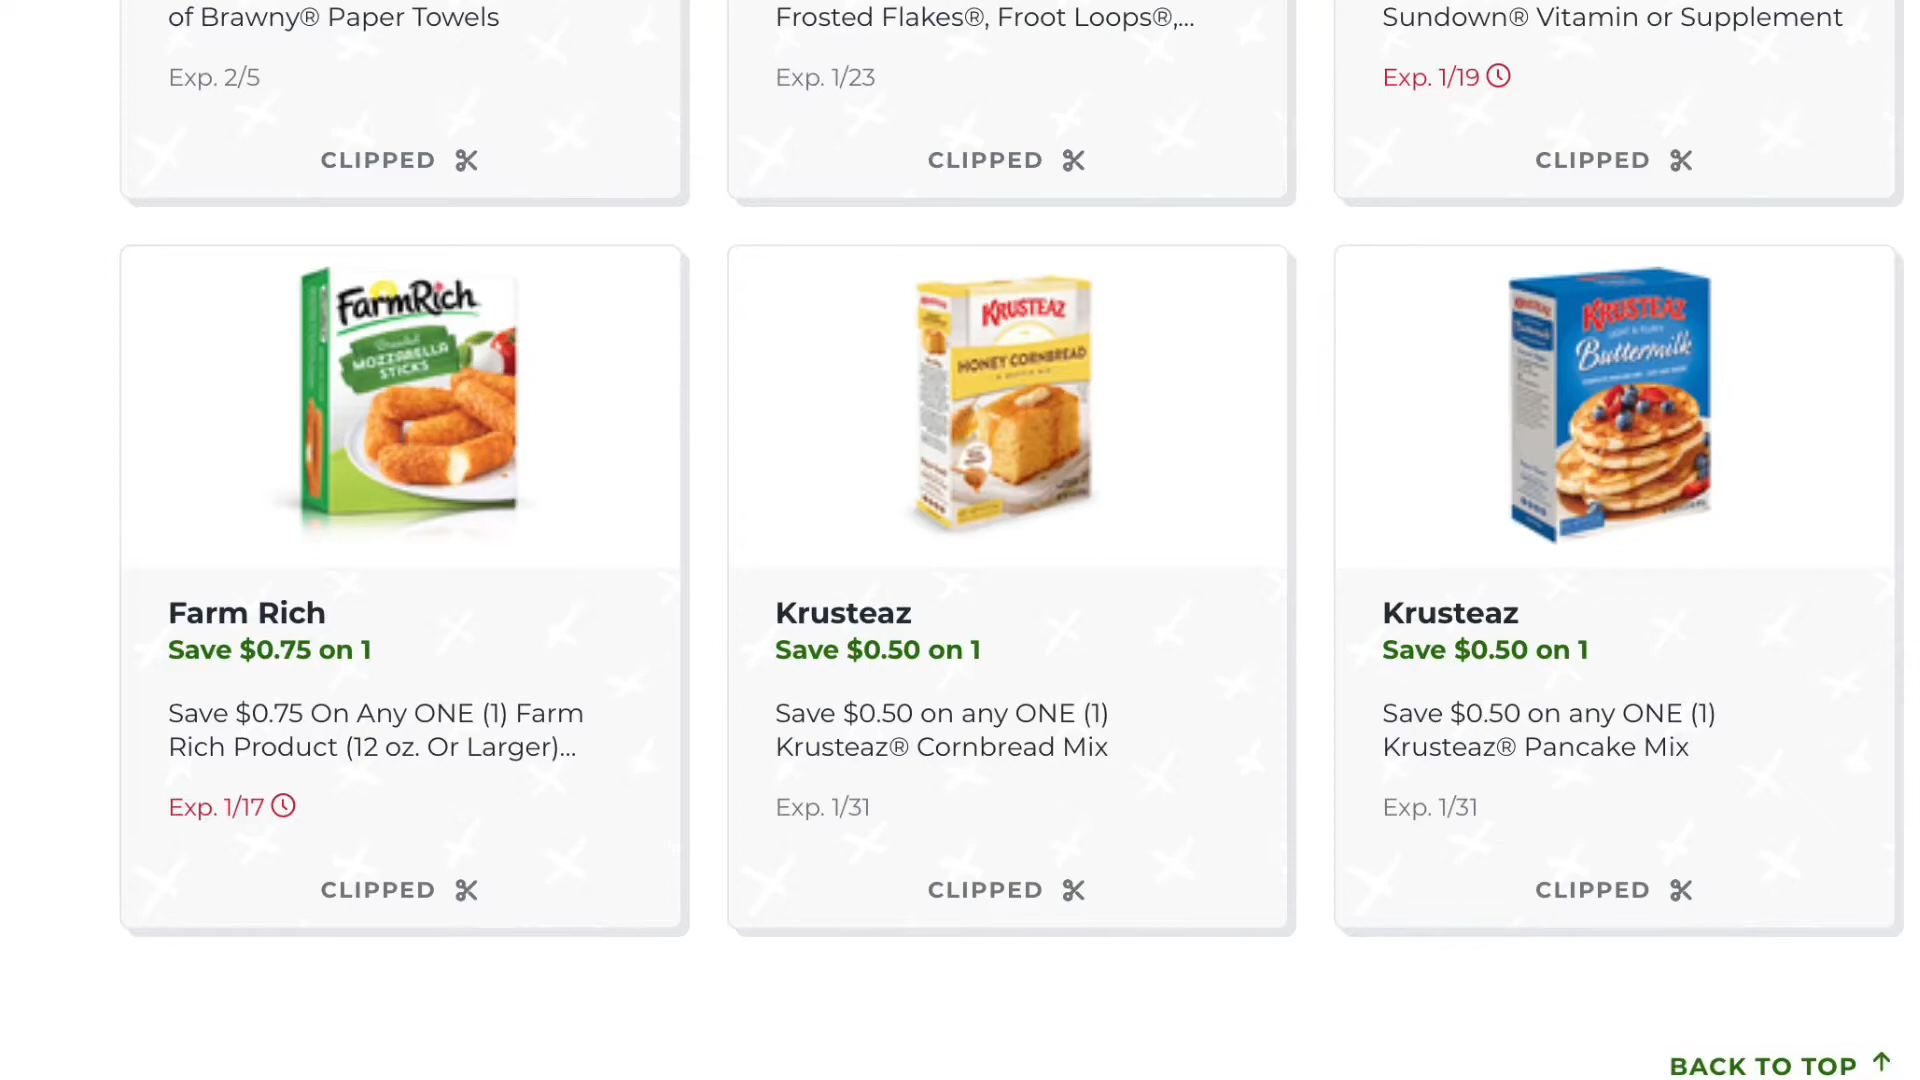 of Brawny® Paper Towels
Exp. 2/5
CLIPPED
Frosted Flakes®, Froot Loops®,...
Exp. 1/23
CLIPPED
Sundown® Vitamin or Supplement
Exp. 1/19
CLIPPED
FarmRich
Breaded
MOZZARELLA
STICKS
Farm Rich
Save $0.75 on 1
Save $0.75 On Any ONE (1) Farm
Rich Product (12 oz. Or Larger)...
Exp. 1/17
CLIPPED
KRUSTEAZ
HONEY CORNBREAD
Krusteaz
Save $0.50 on 1
Save $0.50 on any ONE (1)
Krusteaz® Cornbread Mix
Exp. 1/31
CLIPPED
KRUSTEAZ
LIGHT & FLUFFY
Buttermilk
Krusteaz
Save $0.50 on 1
Save $0.50 on any ONE (1)
Krusteaz® Pancake Mix
Exp. 1/31
CLIPPED
BACK TO TOP